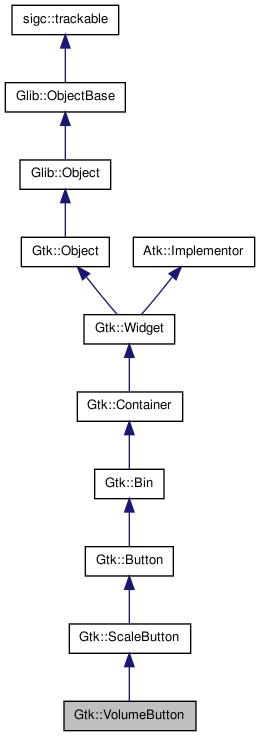 sigc::trackable
Glib::ObjectBase
Glib::Object
Gtk::Object
Atk::Implementor
Gtk::Widget
Gtk::Container
Gtk::Bin
Gtk::Button
Gtk::ScaleButton
Gtk::VolumeButton